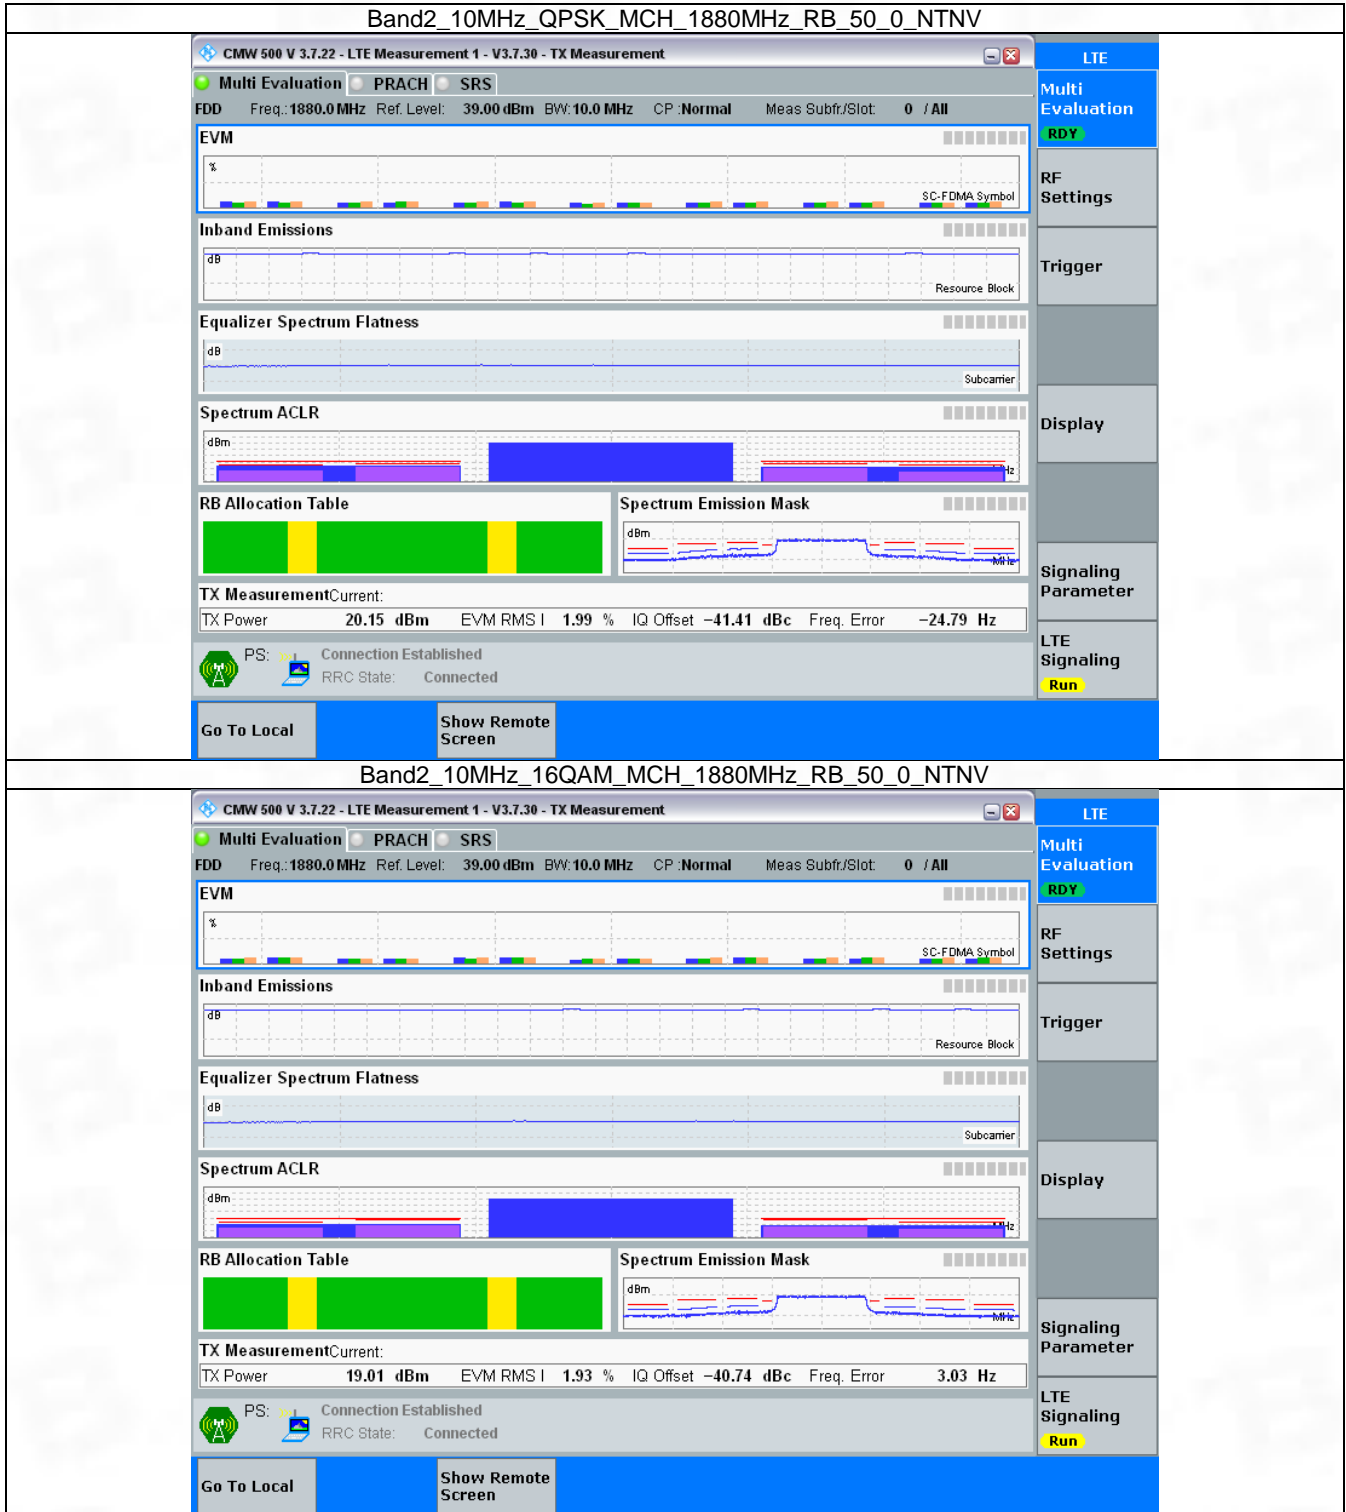 Band2_10MHz_QPSK_MCH_1880MHz_RB_50_0_NTNV
CMW 500 V 3.7.22 - LTE Measurement 1 - V3.7.30 - TX Measurement
LTE
Multi Evaluation PRACH SRS
Multi
Evaluation
RDY
FDD Freq.: 1880.0 MHz Ref. Level: 39.00 dBm BW: 10.0 MHz CP : Normal Meas Subfr./Slot: 0 / All
EVM
%
SC-FDMA Symbol
RF
Settings
Inband Emissions
dB
Resource Block
Trigger
Equalizer Spectrum Flatness
dB
Subcarrier
Spectrum ACLR
dBm
Display
RB Allocation Table
Spectrum Emission Mask
dBm
MHz
Signaling
Parameter
TX Measurement Current:
TX Power 20.15 dBm EVM RMS l 1.99 % IQ Offset −41.41 dBc Freq. Error −24.79 Hz
PS: Connection Established
RRC State: Connected
LTE
Signaling
Run
Go To Local
Show Remote
Screen
Band2_10MHz_16QAM_MCH_1880MHz_RB_50_0_NTNV
CMW 500 V 3.7.22 - LTE Measurement 1 - V3.7.30 - TX Measurement
LTE
Multi Evaluation PRACH SRS
Multi
Evaluation
RDY
FDD Freq.: 1880.0 MHz Ref. Level: 39.00 dBm BW: 10.0 MHz CP : Normal Meas Subfr./Slot: 0 / All
EVM
%
SC-FDMA Symbol
RF
Settings
Inband Emissions
dB
Resource Block
Trigger
Equalizer Spectrum Flatness
dB
Subcarrier
Spectrum ACLR
dBm
Display
RB Allocation Table
Spectrum Emission Mask
dBm
MHz
Signaling
Parameter
TX Measurement Current:
TX Power 19.01 dBm EVM RMS l 1.93 % IQ Offset −40.74 dBc Freq. Error 3.03 Hz
PS: Connection Established
RRC State: Connected
LTE
Signaling
Run
Go To Local
Show Remote
Screen